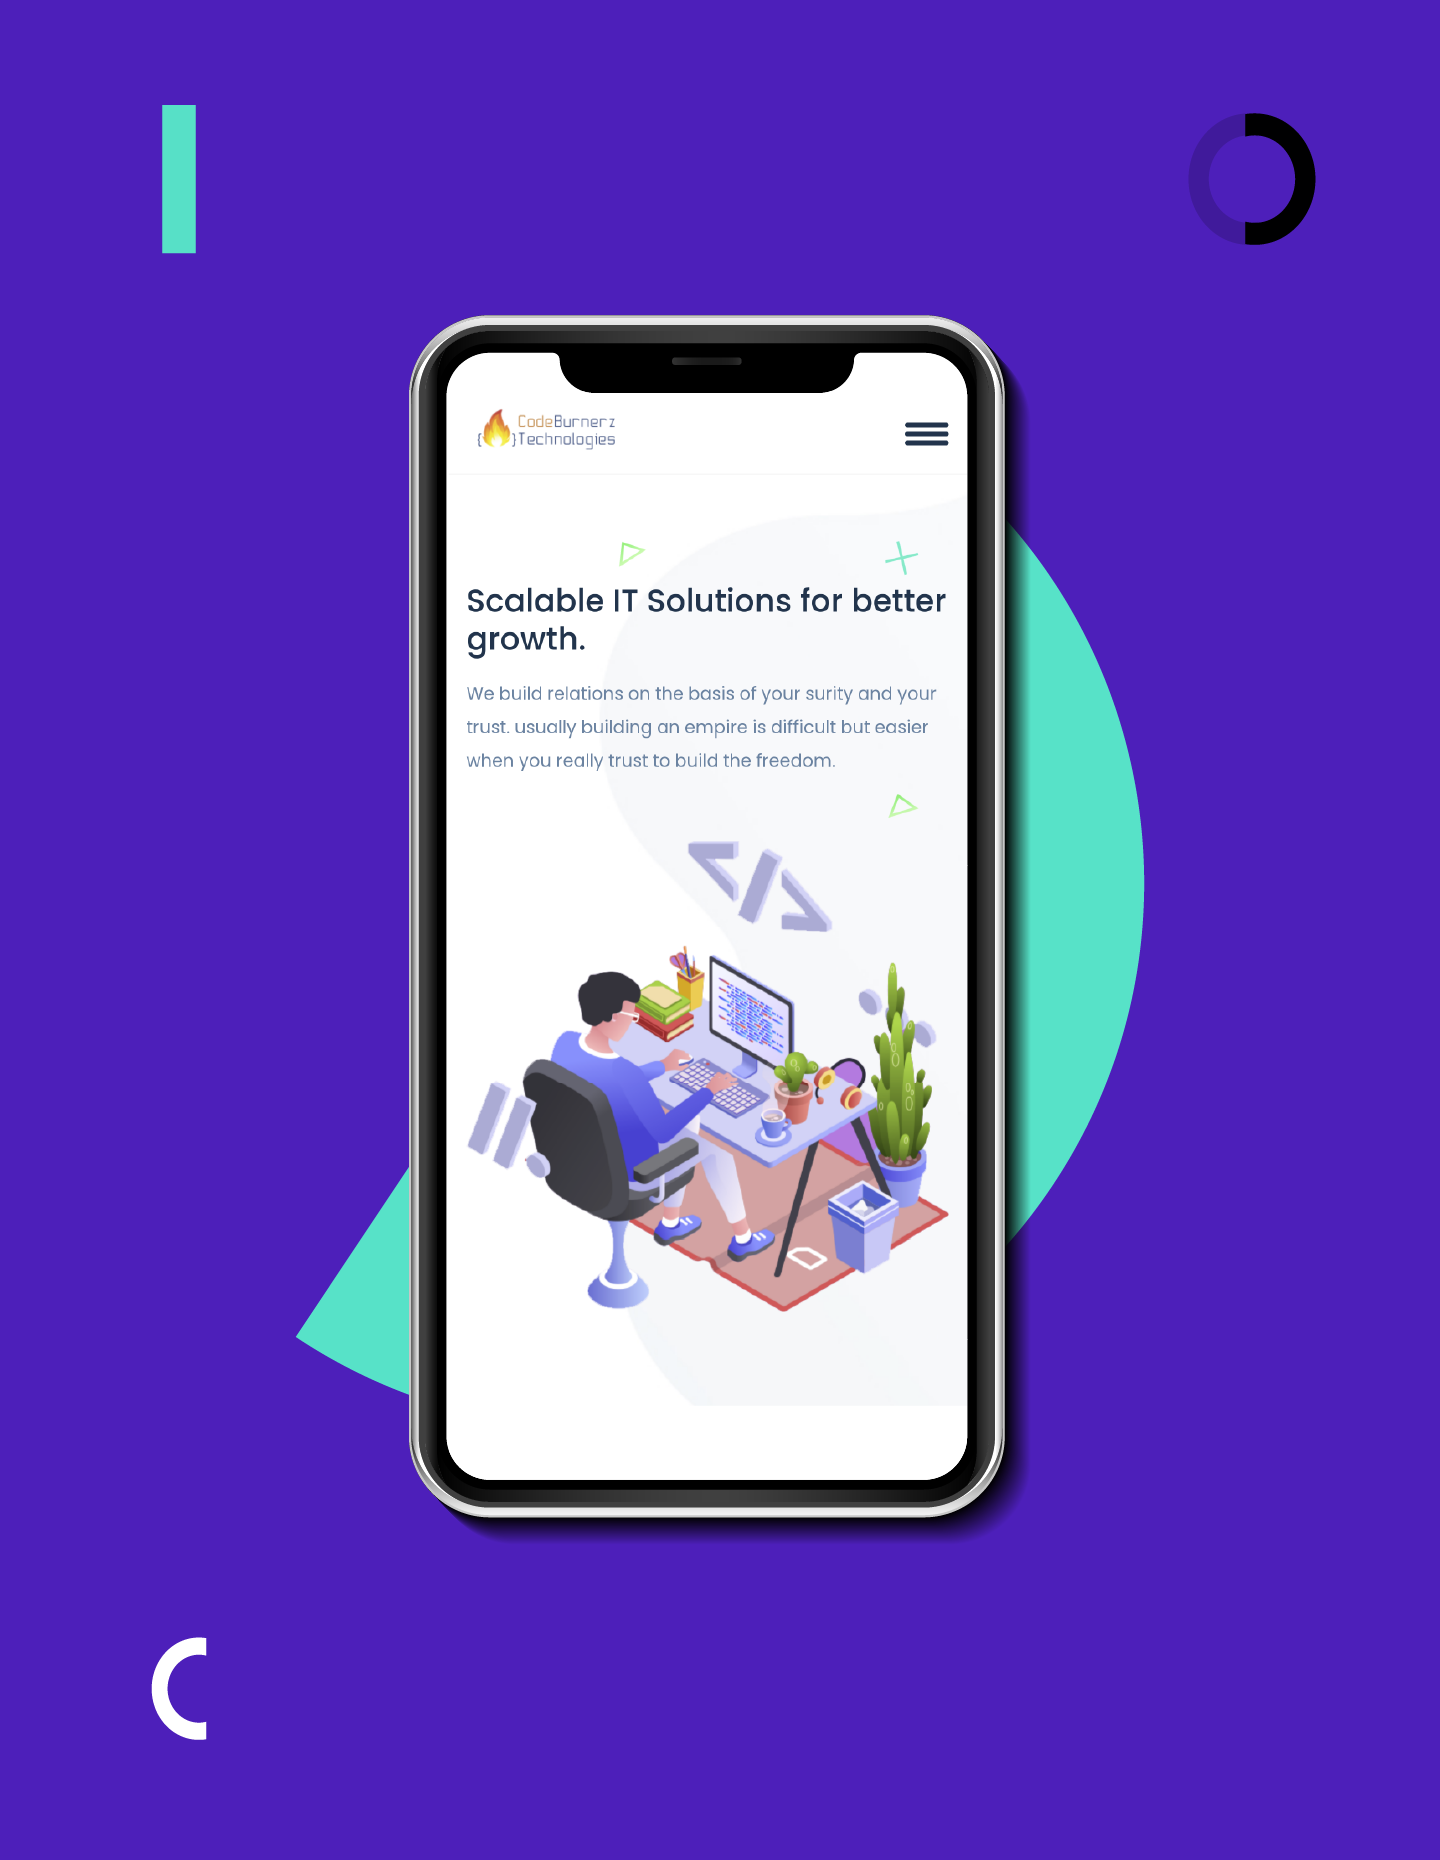 CodeBurnerz
{ }Technologies
Scalable IT Solutions for better
growth.
We build relations on the basis of your surity and your
trust. usually building an empire is difficult but easier
when you really trust to build the freedom.
</>